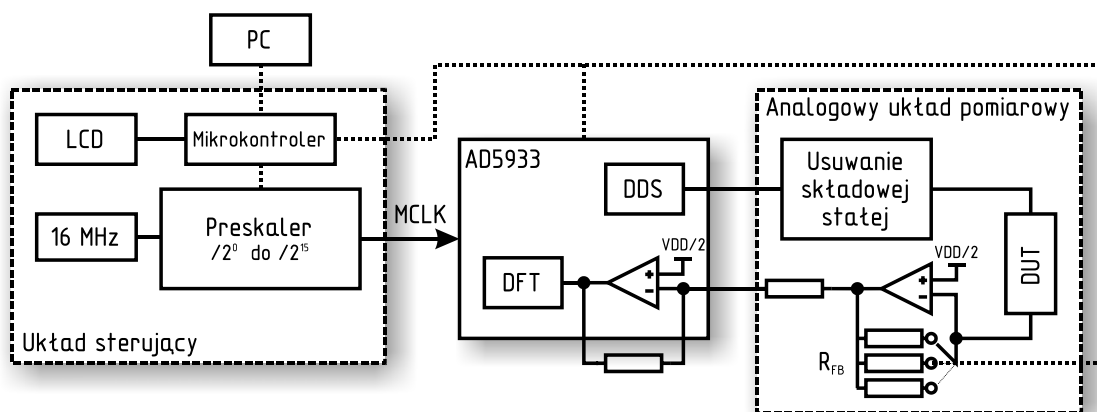 PC
Analogowy układ pomiarowy
LCD
Mikrokontroler
AD5933
Usuwanie
składowej
stałej
DDS
16 MHz
Preskaler
/2⁰ do /2¹⁵
MCLK
DUT
VDD/2
VDD/2
DFT
+
-
+
-
Układ sterujący
R_FB